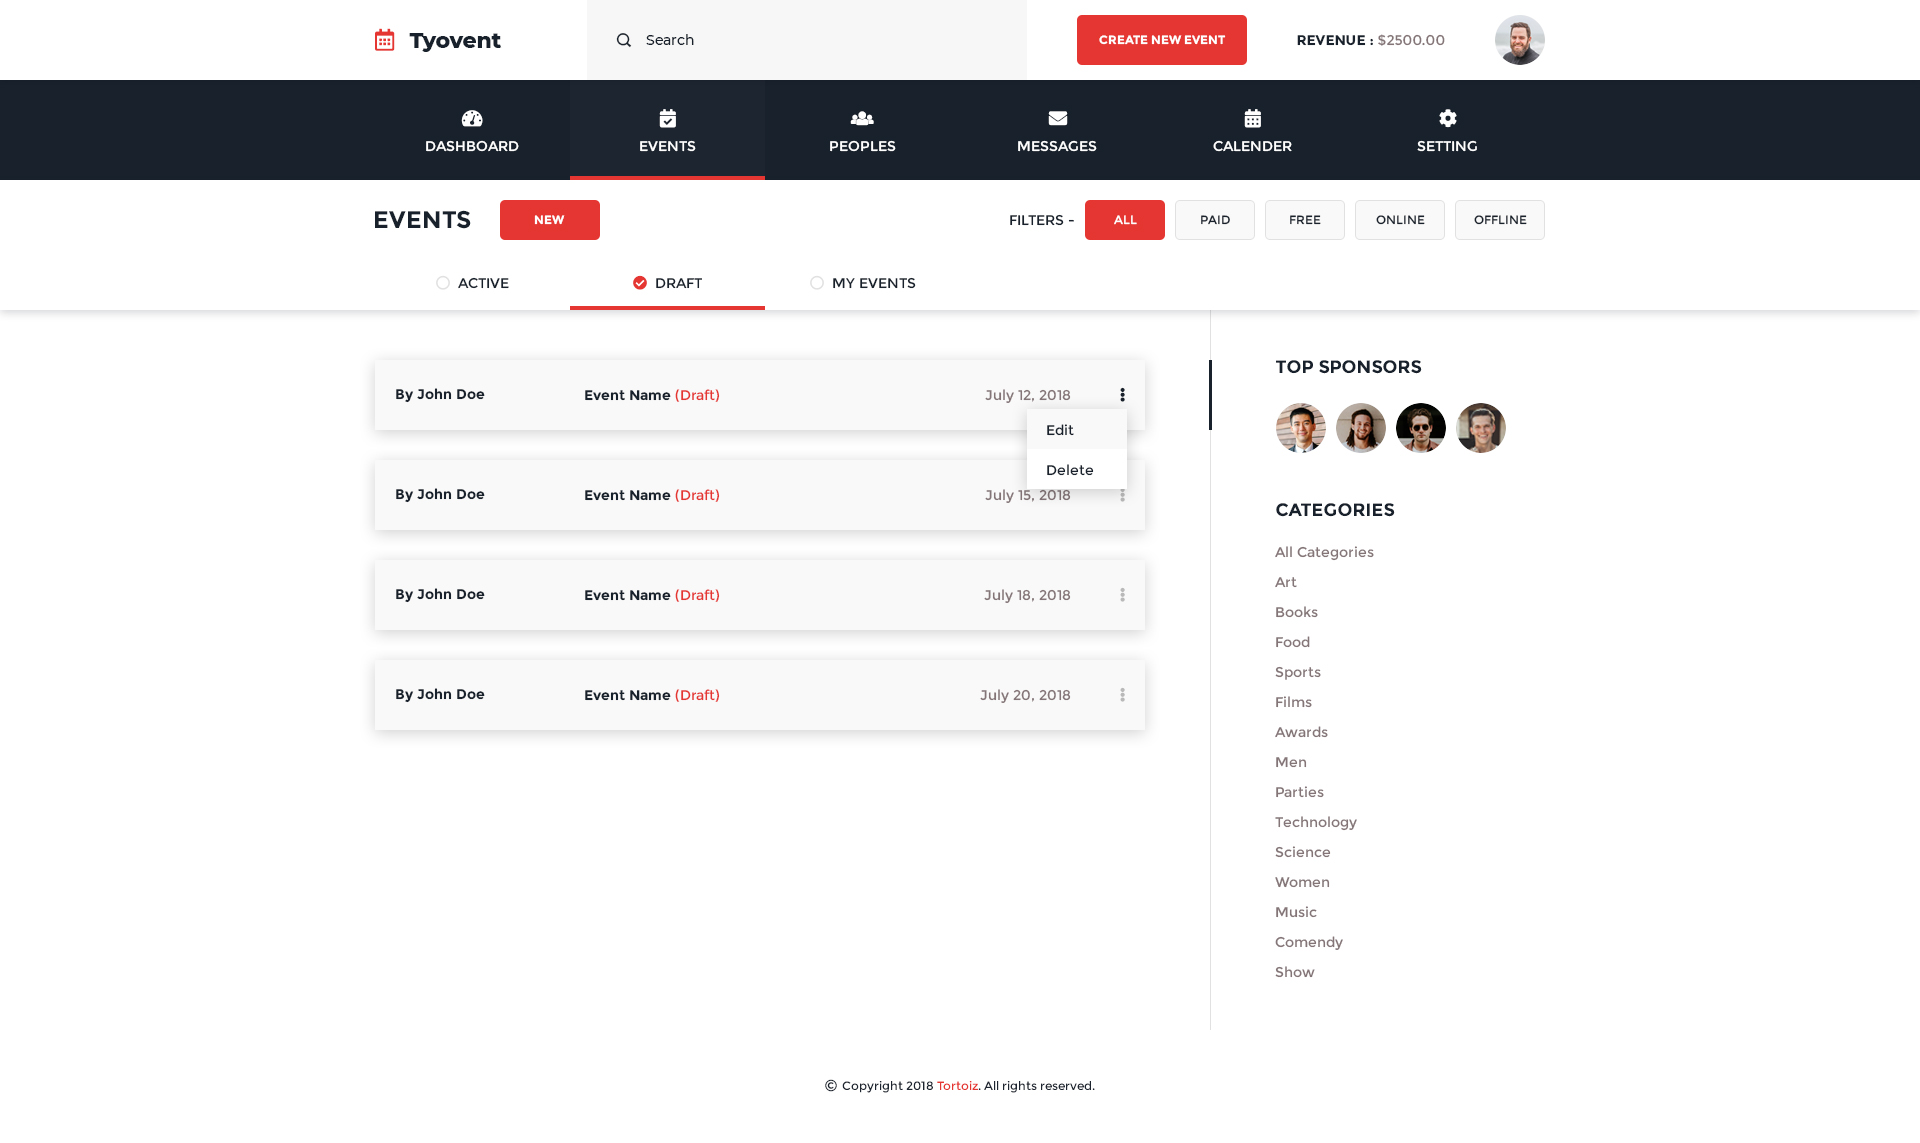 Tyovent
Search
CREATE NEW EVENT
REVENUE : $2500.00
DASHBOARD
EVENTS
PEOPLES
MESSAGES
CALENDER
SETTING
EVENTS
NEW
FILTERS -
ALL
PAID
FREE
ONLINE
OFFLINE
ACTIVE
DRAFT
MY EVENTS
By John Doe
Event Name (Draft)
July 12, 2018
Edit
Delete
By John Doe
Event Name (Draft)
July 15, 2018
By John Doe
Event Name (Draft)
July 18, 2018
By John Doe
Event Name (Draft)
July 20, 2018
TOP SPONSORS
CATEGORIES
All Categories
Art
Books
Food
Sports
Films
Awards
Men
Parties
Technology
Science
Women
Music
Comendy
Show
© Copyright 2018 Tortoiz. All rights reserved.